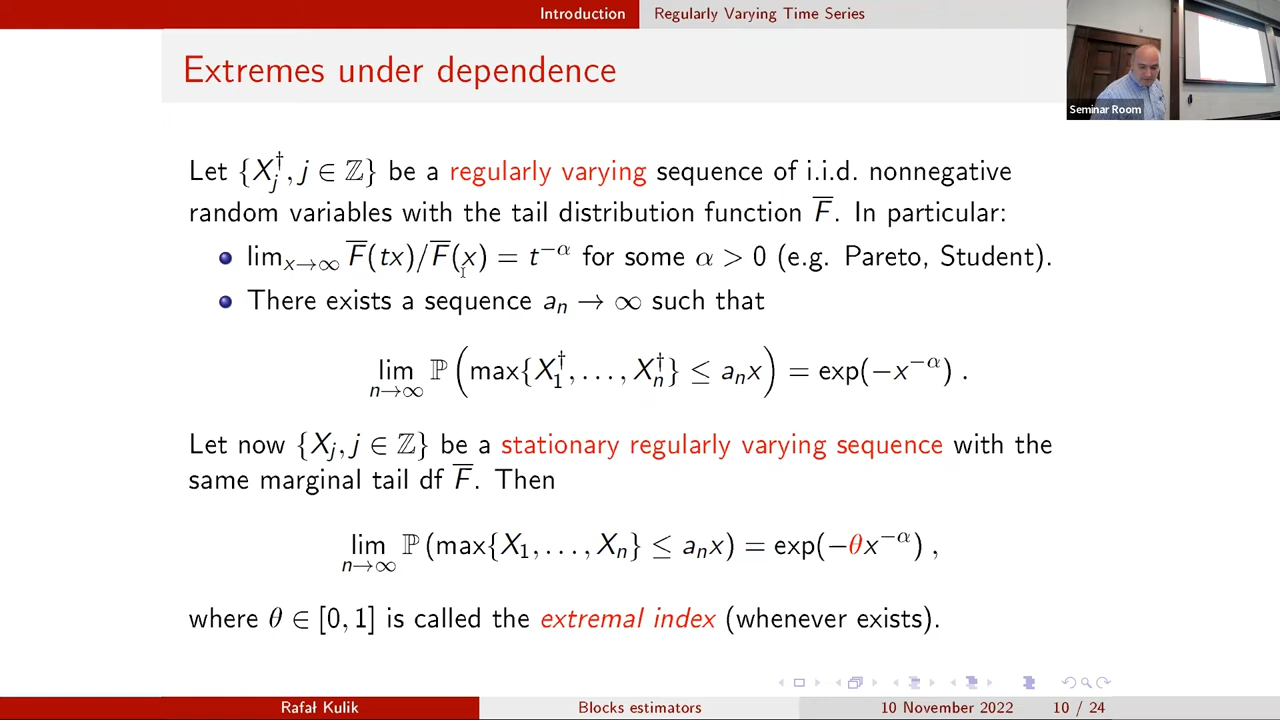 Introduction Regularly Varying Time Series
Extremes under dependence
Seminar Room
Let {X_j^†, j ∈ ℤ} be a regularly varying sequence of i.i.d. nonnegative
random variables with the tail distribution function F̅. In particular:
lim_{x→∞} F̅(tx)/F̅(x) = t^{−α} for some α > 0 (e.g. Pareto, Student).
There exists a sequence a_n → ∞ such that
lim_{n→∞} ℙ(max{X_1^†, . . . , X_n^†} ≤ a_n x) = exp(−x^{−α}) .
Let now {X_j, j ∈ ℤ} be a stationary regularly varying sequence with the
same marginal tail df F̅. Then
lim_{n→∞} ℙ(max{X_1, . . . , X_n} ≤ a_n x) = exp(−θx^{−α}) ,
where θ ∈ [0, 1] is called the extremal index (whenever exists).
Rafał Kulik Blocks estimators 10 November 2022 10 / 24